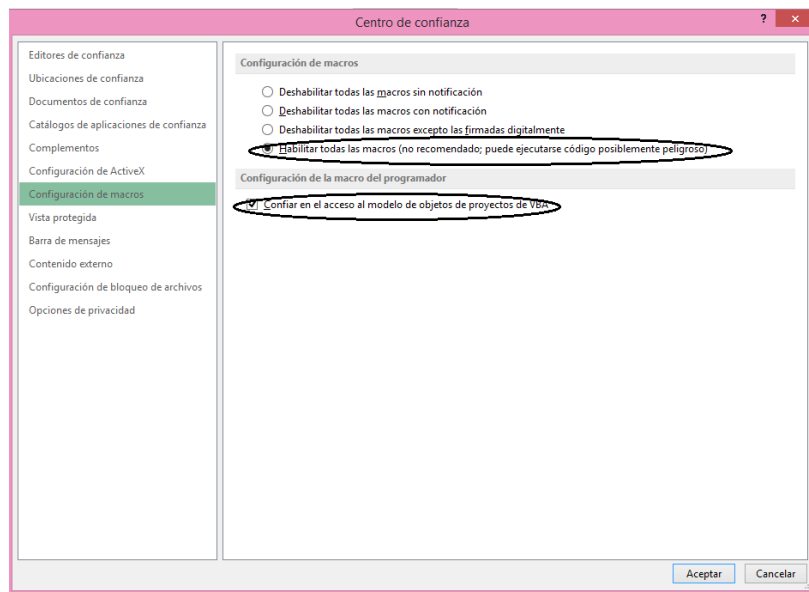 Centro de confianza
Editores de confianza
Ubicaciones de confianza
Documentos de confianza
Catálogos de aplicaciones de confianza
Complementos
Configuración de ActiveX
Configuración de macros
Vista protegida
Barra de mensajes
Contenido externo
Configuración de bloqueo de archivos
Opciones de privacidad
Configuración de macros
Deshabilitar todas las macros sin notificación
Deshabilitar todas las macros con notificación
Deshabilitar todas las macros excepto las firmadas digitalmente
Habilitar todas las macros (no recomendado; puede ejecutarse código posiblemente peligroso)
Configuración de la macro del programador
Confiar en el acceso al modelo de objetos de proyectos de VBA
Aceptar
Cancelar